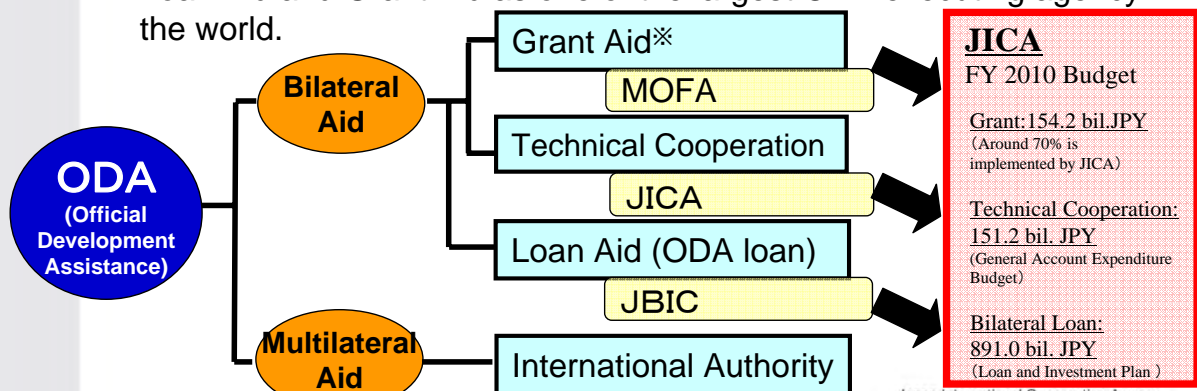 the world.
ODA
(Official
Development
Assistance)
Bilateral
Aid
Multilateral
Aid
Grant Aid※
MOFA
Technical Cooperation
JICA
Loan Aid (ODA loan)
JBIC
International Authority
JICA
FY 2010 Budget
Grant:154.2 bil.JPY
(Around 70% is
implemented by JICA)
Technical Cooperation:
151.2 bil. JPY
(General Account Expenditure
Budget)
Bilateral Loan:
891.0 bil. JPY
(Loan and Investment Plan )